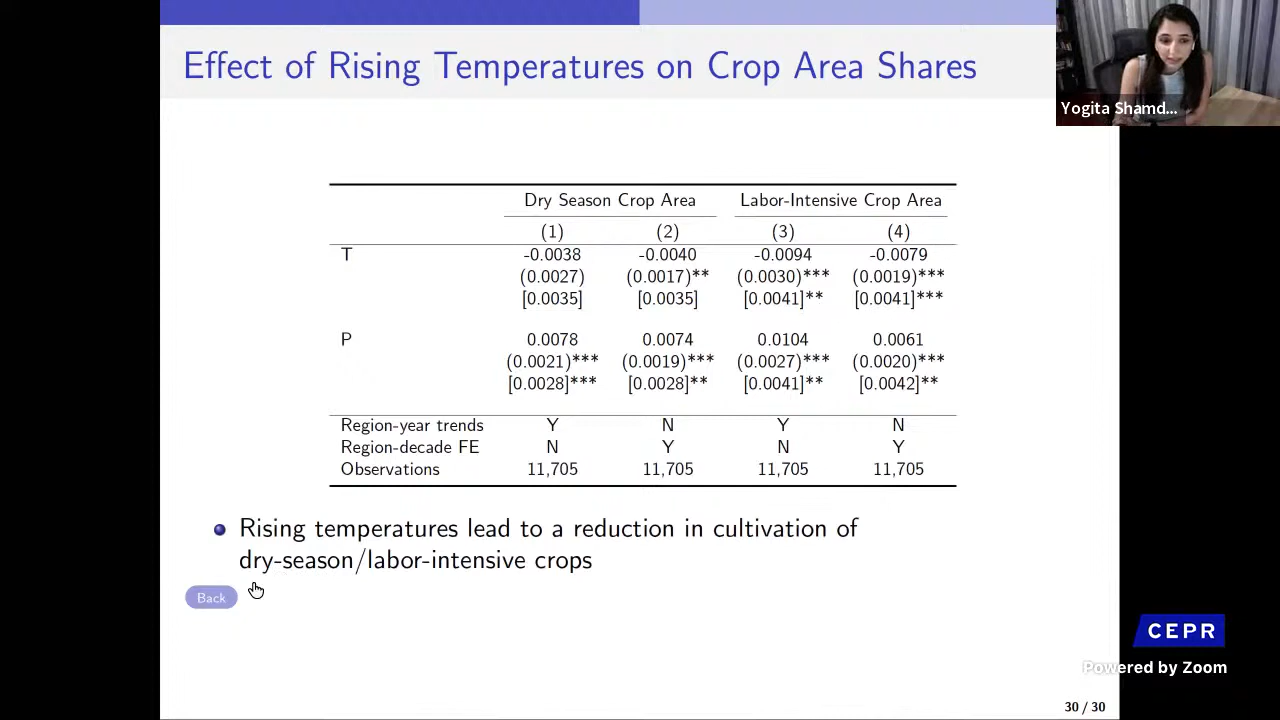 Effect of Rising Temperatures on Crop Area Shares
Yogita Shamd...
Dry Season Crop Area Labor-Intensive Crop Area
(1) (2) (3) (4)
T -0.0038 -0.0040 -0.0094 -0.0079
(0.0027) (0.0017)** (0.0030)*** (0.0019)***
[0.0035] [0.0035] [0.0041]** [0.0041]***
P 0.0078 0.0074 0.0104 0.0061
(0.0021)*** (0.0019)*** (0.0027)*** (0.0020)***
[0.0028]*** [0.0028]** [0.0041]** [0.0042]**
Region-year trends Y N Y N
Region-decade FE N Y N Y
Observations 11,705 11,705 11,705 11,705
Rising temperatures lead to a reduction in cultivation of
dry-season/labor-intensive crops
Back
CEPR
Powered by Zoom
30 / 30